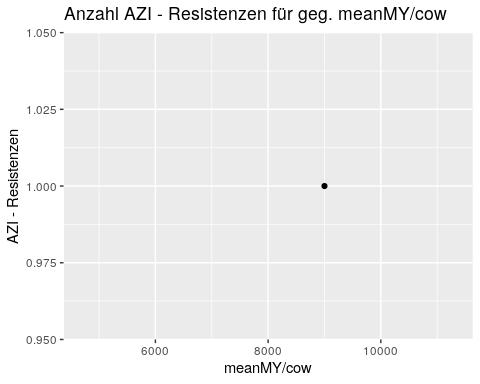 Anzahl AZI - Resistenzen für geg. meanMY/cow
AZI - Resistenzen
1.050
1.025
1.000
0.975
0.950
6000 8000 10000
meanMY/cow